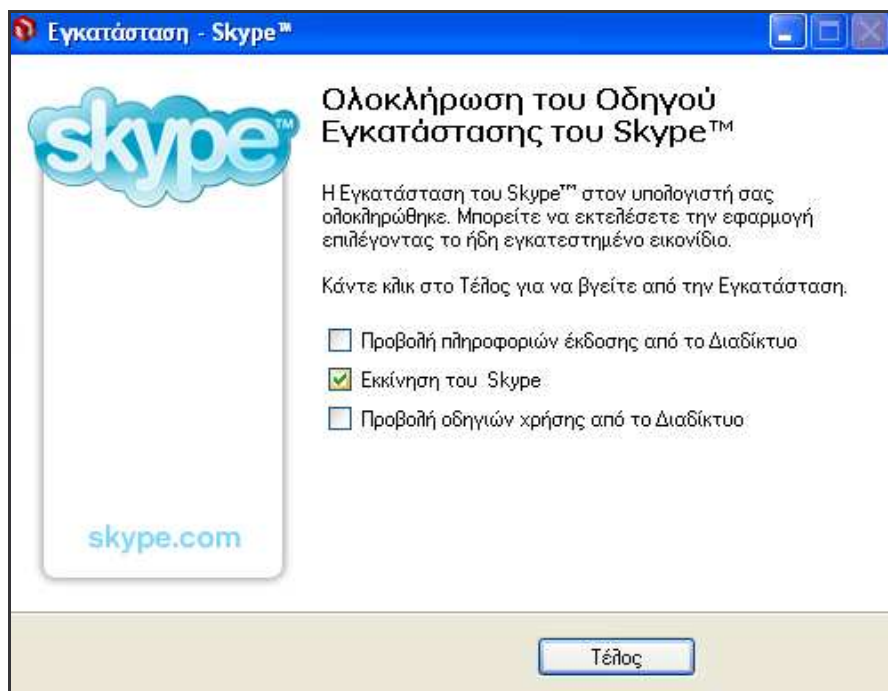 Εγκατάσταση - Skype™
skype™
Ολοκλήρωση του Οδηγού
Εγκατάστασης του Skype™
Η Εγκατάσταση του Skype™ στον υπολογιστή σας
ολοκληρώθηκε. Μπορείτε να εκτελέσετε την εφαρμογή
επιλέγοντας το ήδη εγκατεστημένο εικονίδιο.
Κάντε κλικ στο Τέλος για να βγείτε από την Εγκατάσταση.
Προβολή πληροφοριών έκδοσης από το Διαδίκτυο
Εκκίνηση του Skype
Προβολή οδηγιών χρήσης από το Διαδίκτυο
skype.com
Τέλος